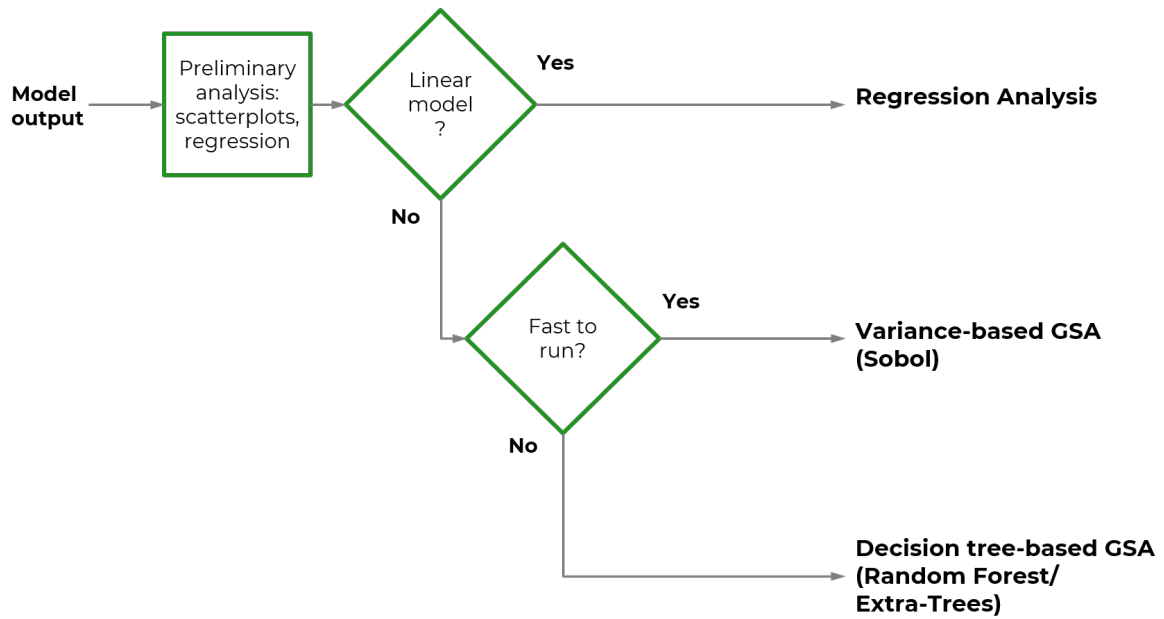 Model
output
Preliminary
analysis:
scatterplots,
regression
Linear
model
?
Yes
Regression Analysis
No
Fast to
run?
Yes
Variance-based GSA
(Sobol)
No
Decision tree-based GSA
(Random Forest/
Extra-Trees)